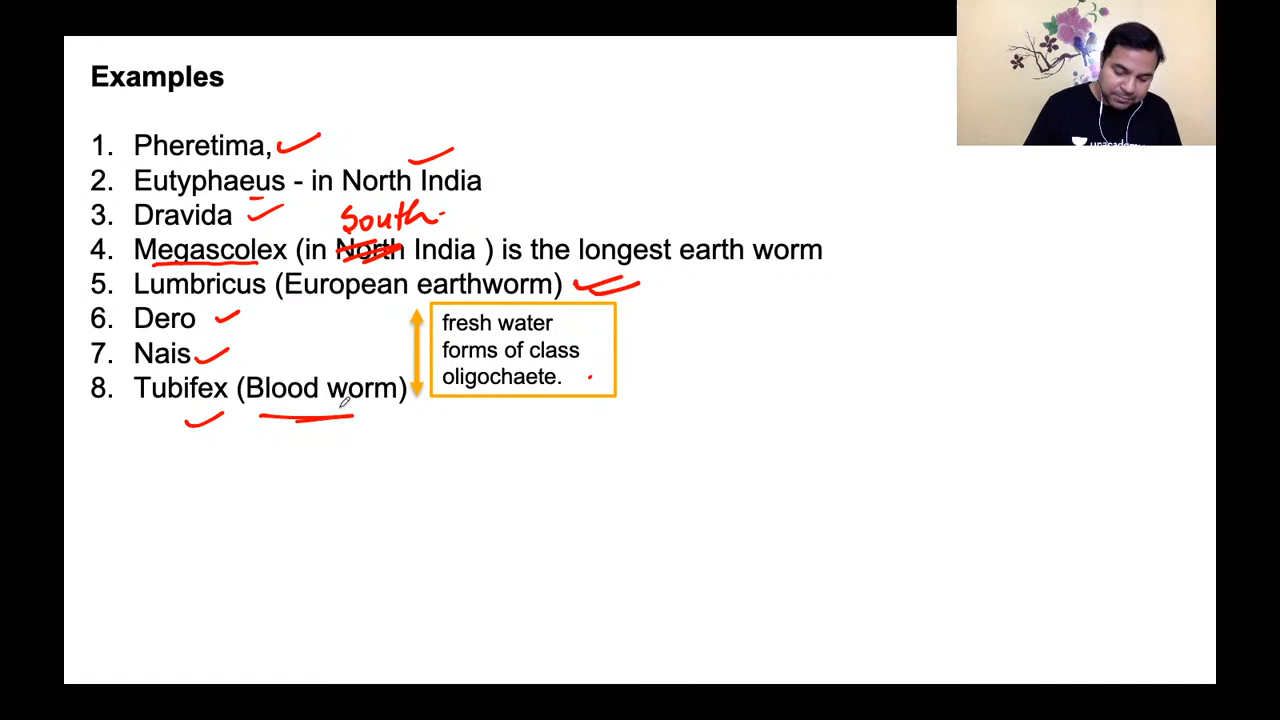 Examples
1. Pheretima,
2. Eutyphaeus - in North India
3. Dravida
South
4. Megascolex (in North India ) is the longest earth worm
5. Lumbricus (European earthworm)
6. Dero
7. Nais
8. Tubifex (Blood worm)
fresh water
forms of class
oligochaete.